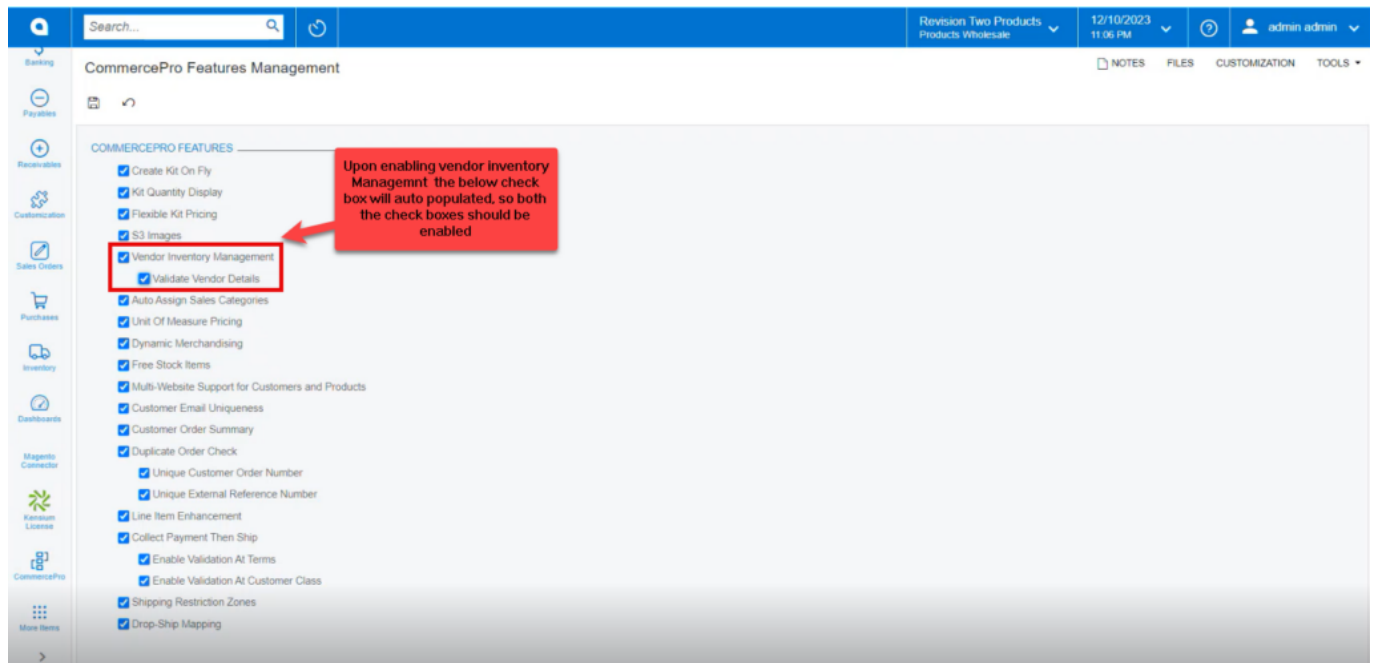 Search...
Revision Two Products
Products Wholesale
12/10/2023
11:06 PM
admin admin
Banking
Payables
Receivables
Customization
Sales Orders
Purchases
Inventory
Dashboards
Magento
Connector
Kensium
License
CommercePro
More Items
CommercePro Features Management
NOTES FILES CUSTOMIZATION TOOLS
COMMERCEPRO FEATURES
Create Kit On Fly
Kit Quantity Display
Flexible Kit Pricing
S3 Images
Vendor Inventory Management
Validate Vendor Details
Auto Assign Sales Categories
Unit Of Measure Pricing
Dynamic Merchandising
Free Stock Items
Multi-Website Support for Customers and Products
Customer Email Uniqueness
Customer Order Summary
Duplicate Order Check
Unique Customer Order Number
Unique External Reference Number
Line Item Enhancement
Collect Payment Then Ship
Enable Validation At Terms
Enable Validation At Customer Class
Shipping Restriction Zones
Drop-Ship Mapping
Upon enabling vendor inventory
Managemnt the below check
box will auto populated, so both
the check boxes should be
enabled